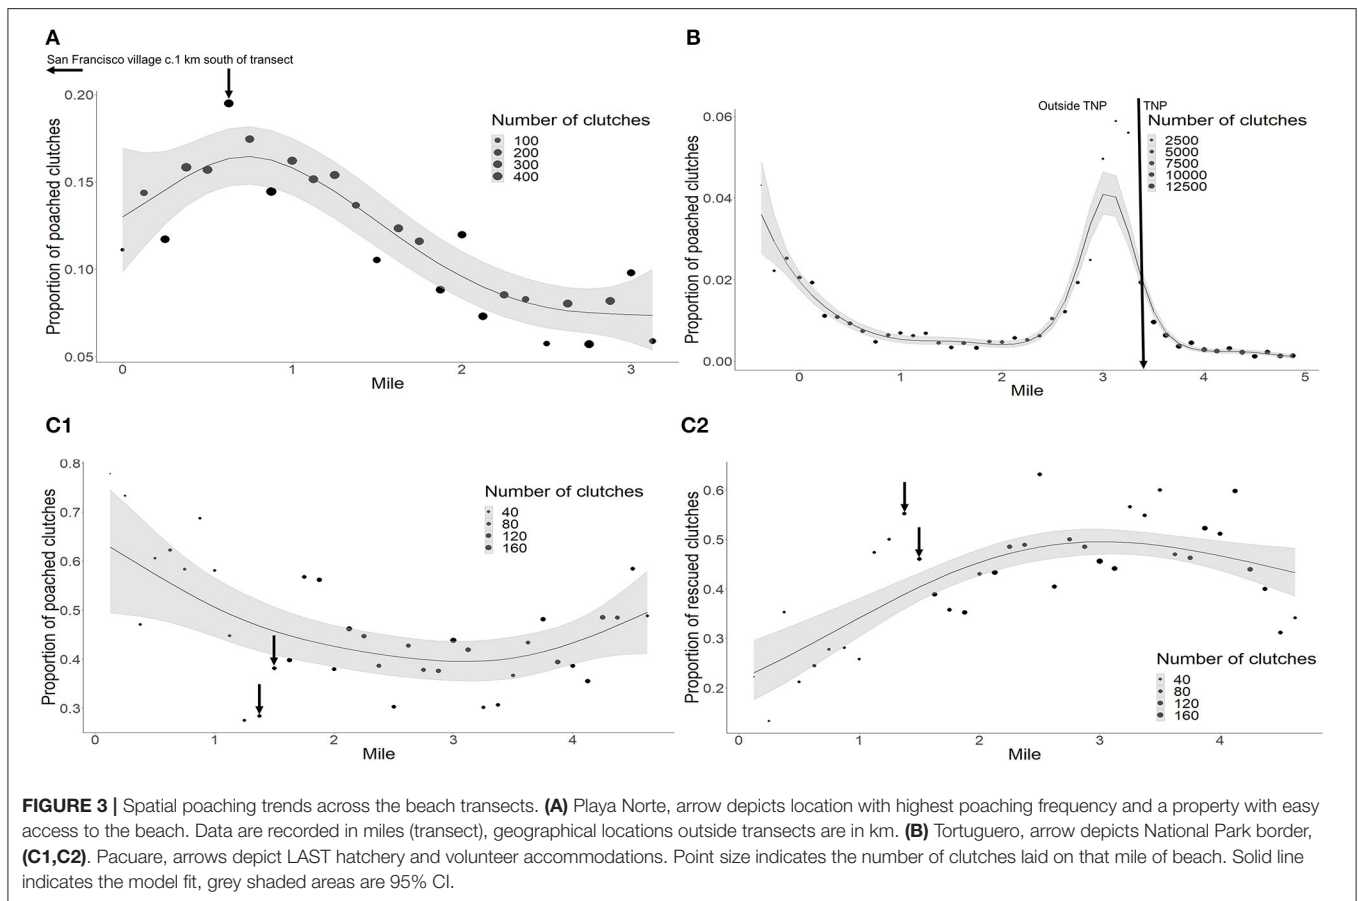 A
San Francisco village c.1 km south of transect
Number of clutches
100
200
300
400
Proportion of poached clutches
0.20
0.15
0.10
0.05
0 1 2 3
Mile
B
Outside TNP TNP
Number of clutches
2500
5000
7500
10000
12500
Proportion of poached clutches
0.06
0.04
0.02
0.00
0 1 2 3 4 5
Mile
C1
Number of clutches
40
80
120
160
Proportion of poached clutches
0.8
0.7
0.6
0.5
0.4
0.3
0 1 2 3 4
Mile
C2
Proportion of rescued clutches
0.6
0.5
0.4
0.3
0.2
Number of clutches
40
80
120
160
0 1 2 3 4
Mile
FIGURE 3 | Spatial poaching trends across the beach transects. (A) Playa Norte, arrow depicts location with highest poaching frequency and a property with easy
access to the beach. Data are recorded in miles (transect), geographical locations outside transects are in km. (B) Tortuguero, arrow depicts National Park border,
(C1,C2). Pacuare, arrows depict LAST hatchery and volunteer accommodations. Point size indicates the number of clutches laid on that mile of beach. Solid line
indicates the model fit, grey shaded areas are 95% CI.